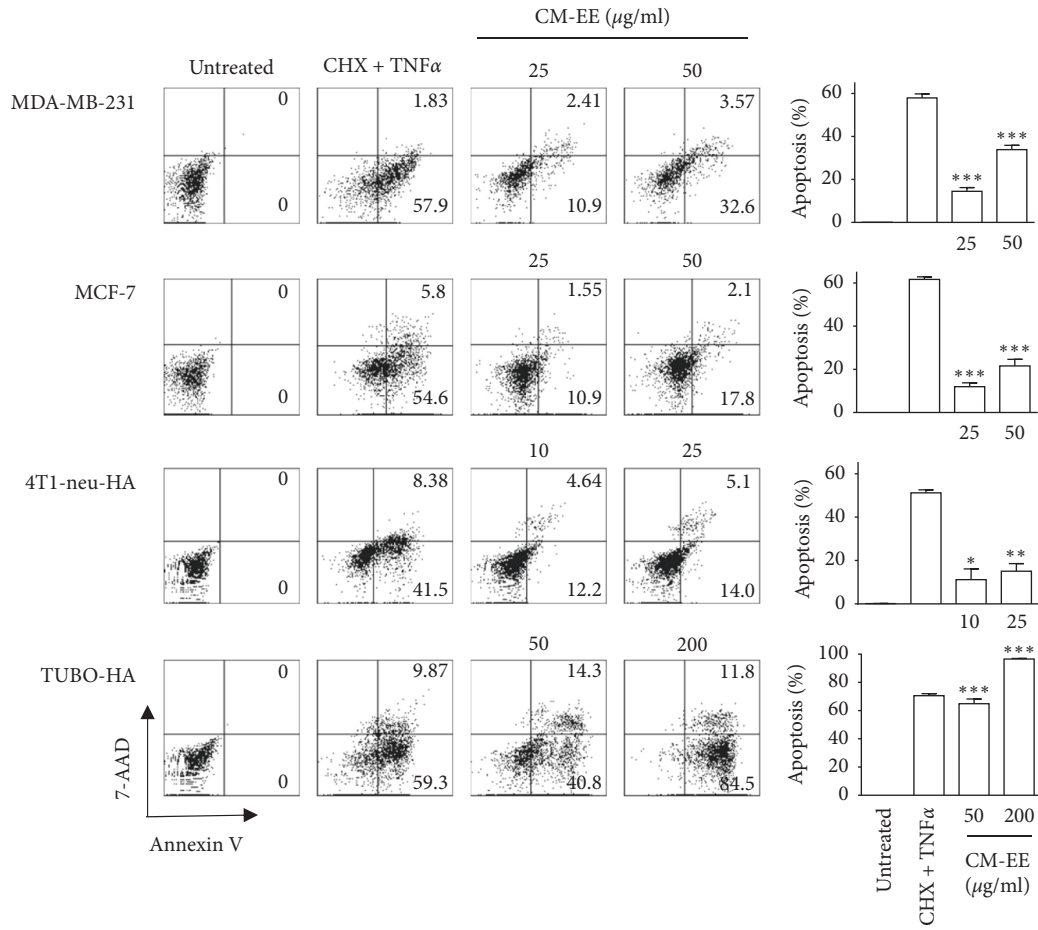 CM-EE (μg/ml)
Untreated CHX + TNFα 25 50
MDA-MB-231
0 1.83 2.41 3.57
0 57.9 10.9 32.6
Apoptosis (%)
60
40
20
0
*** ***
25 50
25 50
MCF-7
0 5.8 1.55 2.1
0 54.6 10.9 17.8
Apoptosis (%)
60
40
20
0
*** ***
25 50
10 25
4T1-neu-HA
0 8.38 4.64 5.1
0 41.5 12.2 14.0
Apoptosis (%)
60
40
20
0
* **
10 25
50 200
TUBO-HA
0 9.87 14.3 11.8
0 59.3 40.8 84.5
7-AAD
Annexin V
Apoptosis (%)
100
80
60
40
20
0
*** ***
Untreated
CHX + TNFα
50 200
CM-EE
(μg/ml)